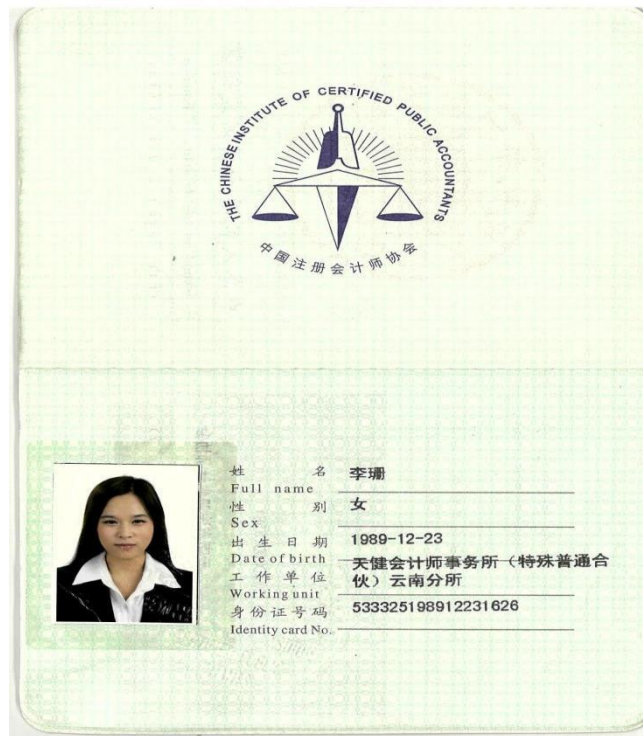 THE CHINESE INSTITUTE OF CERTIFIED PUBLIC ACCOUNTANTS
中国注册会计师协会
姓 名 李珊
Full name
性 别 女
Sex
出生日期 1989-12-23
Date of birth
工作单位 天健会计师事务所（特殊普通合
伙）云南分所
Working unit
身份证号码 533325198912231626
Identity card No.